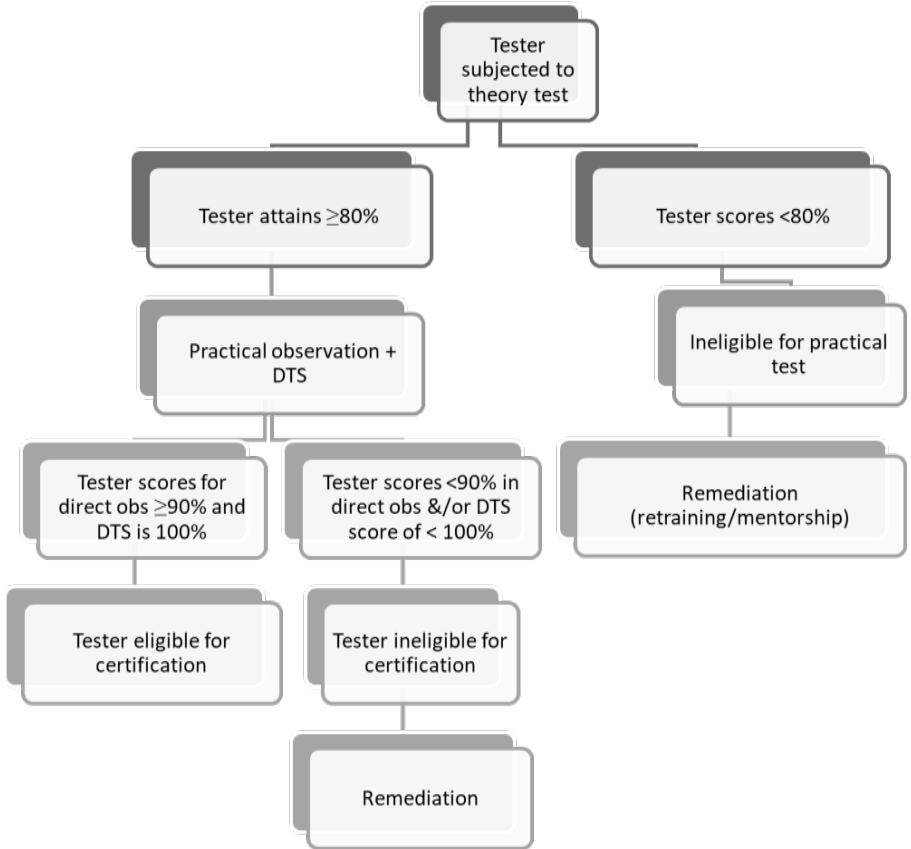 Tester
subjected to
theory test
Tester attains ≥80%
Tester scores <80%
Practical observation +
DTS
Ineligible for practical
test
Tester scores for
direct obs ≥90% and
DTS is 100%
Tester scores <90% in
direct obs &/or DTS
score of < 100%
Remediation
(retraining/mentorship)
Tester eligible for
certification
Tester ineligible for
certification
Remediation